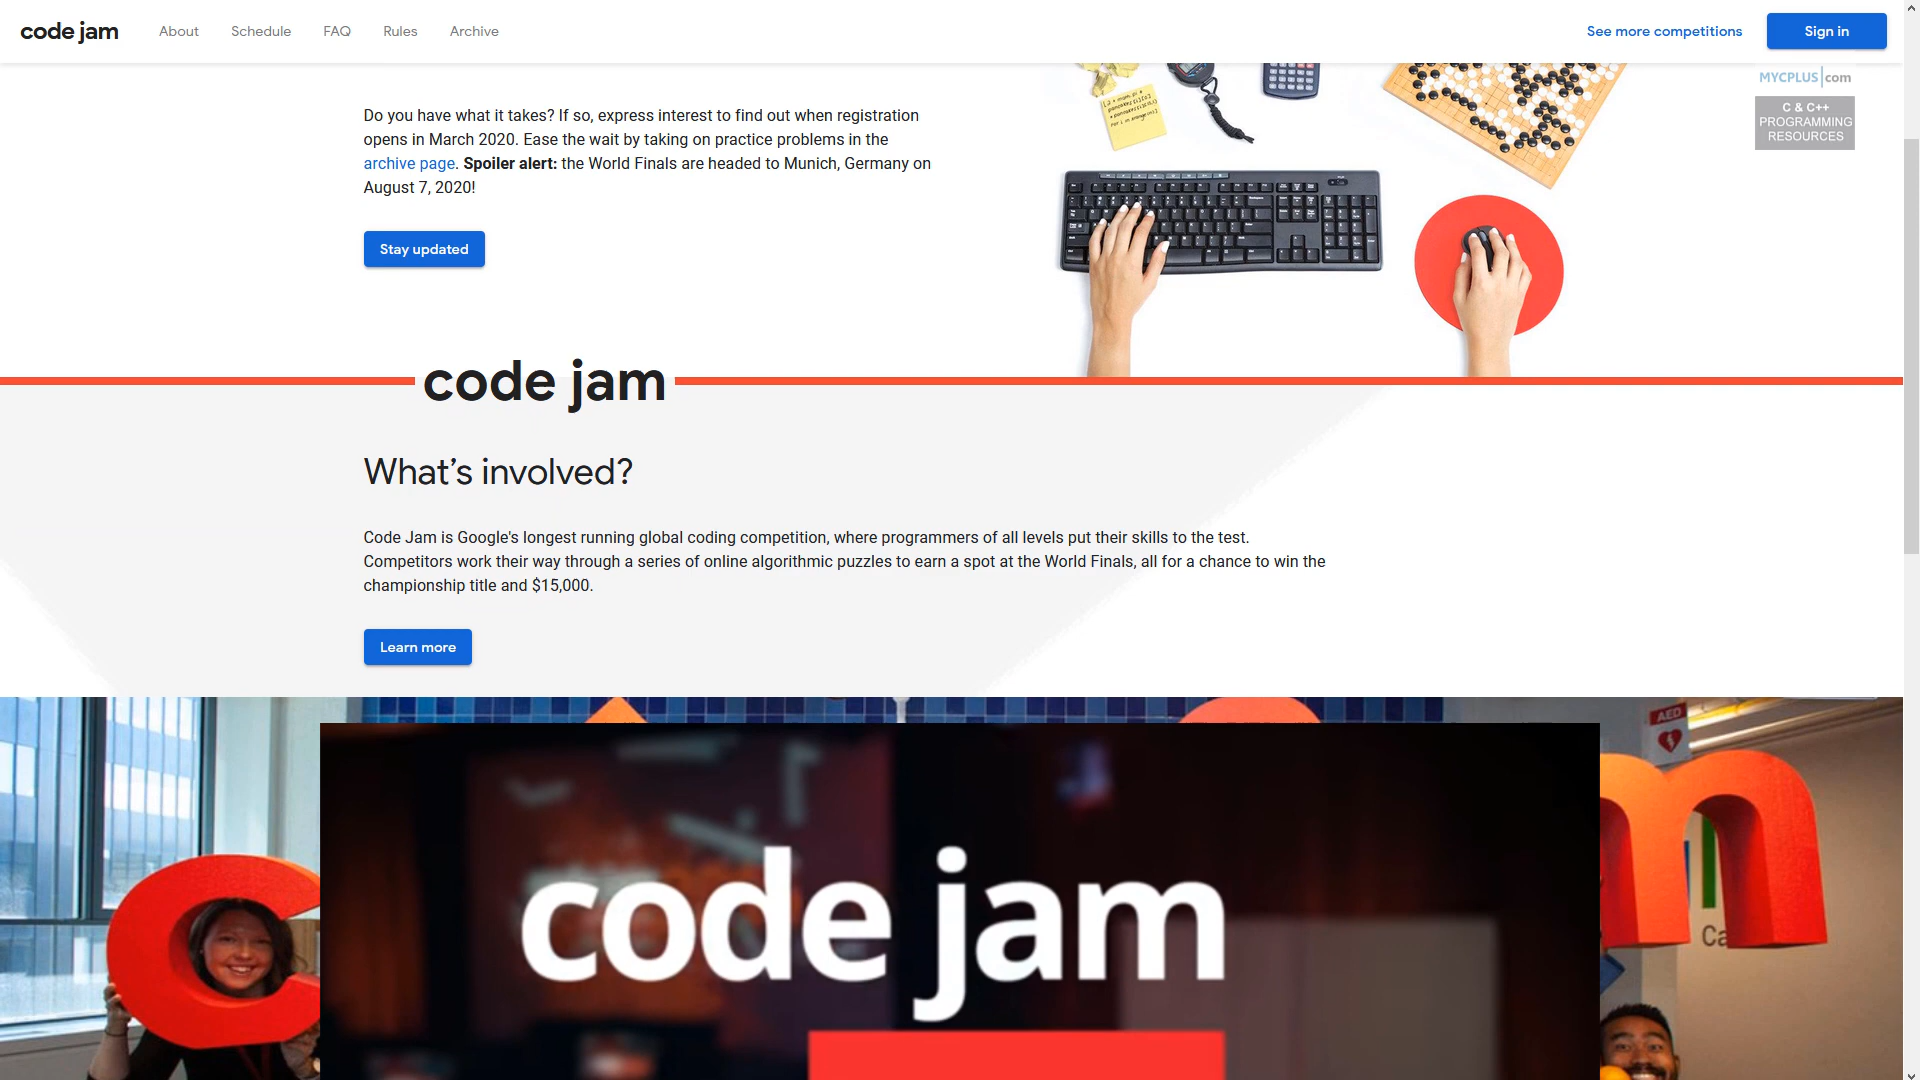 code jam
About
Schedule
FAQ
Rules
Archive
See more competitions
Sign in
MYCPLUS|com
C & C++
PROGRAMMING
RESOURCES
Do you have what it takes? If so, express interest to find out when registration
opens in March 2020. Ease the wait by taking on practice problems in the
archive page. Spoiler alert: the World Finals are headed to Munich, Germany on
August 7, 2020!
Stay updated
code jam
What's involved?
Code Jam is Google's longest running global coding competition, where programmers of all levels put their skills to the test.
Competitors work their way through a series of online algorithmic puzzles to earn a spot at the World Finals, all for a chance to win the
championship title and $15,000.
Learn more
AED
code jam
c
m
Ca